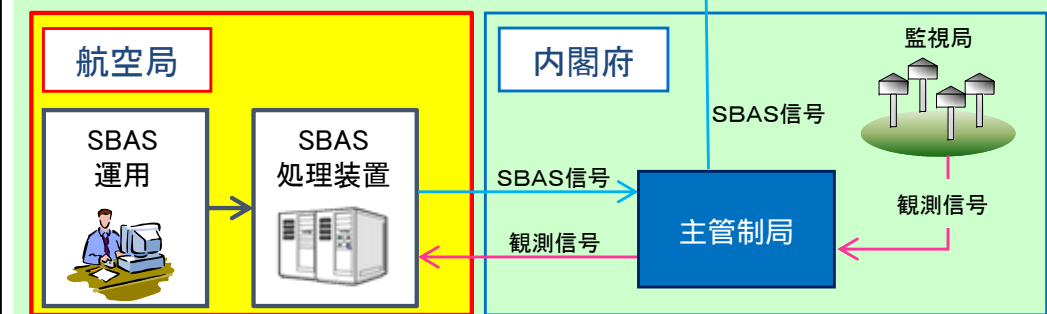 航空局
SBAS
運用
SBAS
処理装置
内閣府
監視局
SBAS信号
SBAS信号
観測信号
主管制局
観測信号